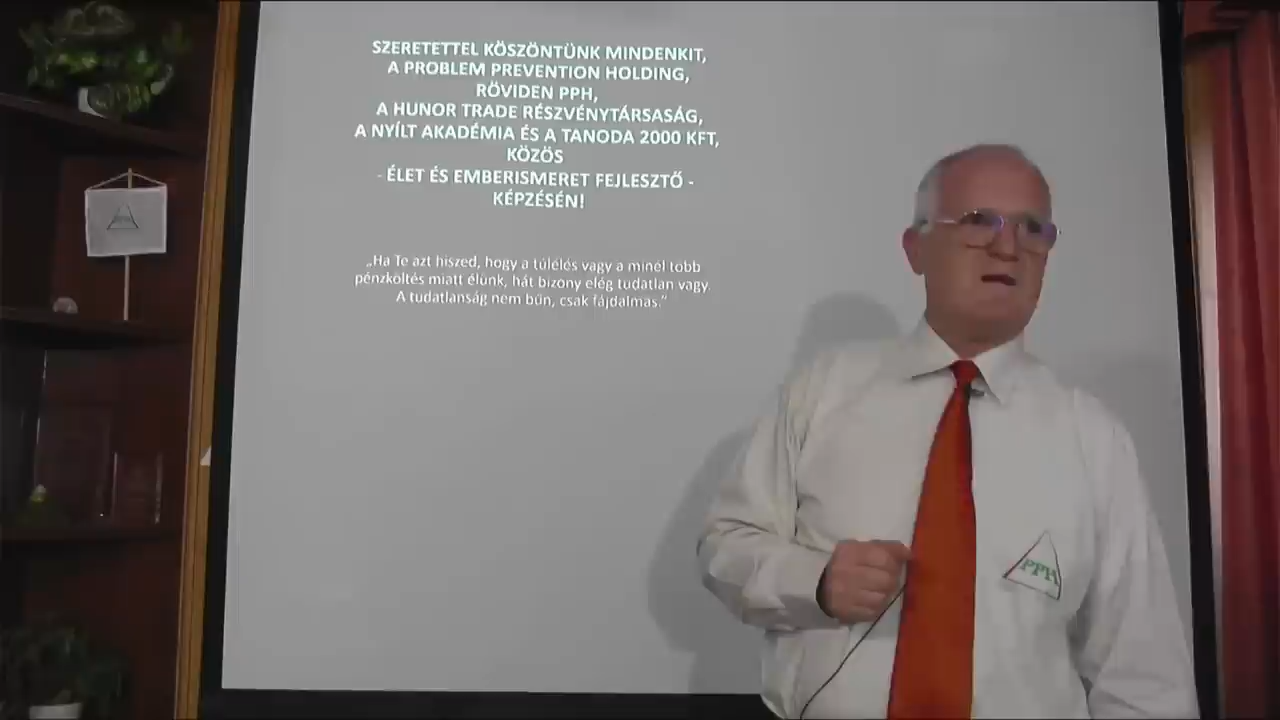 SZERETETTEL KÖSZÖNTÜNK MINDENKIT,
A PROBLEM PREVENTION HOLDING,
RÖVIDEN PPH,
A HUNOR TRADE RÉSZVÉNYTÁRSASÁG,
A NYÍLT AKADÉMIA ÉS A TANODA 2000 KFT,
KÖZÖS
- ÉLET ÉS EMBERISMERET FEJLESZTŐ -
KÉPZÉSÉN!
„Ha Te azt hiszed, hogy a túlélés vagy a minél több
pénzköltés miatt élünk, hát bizony elég tudatlan vagy.
A tudatlanság nem bűn, csak fájdalmas.”
PPH